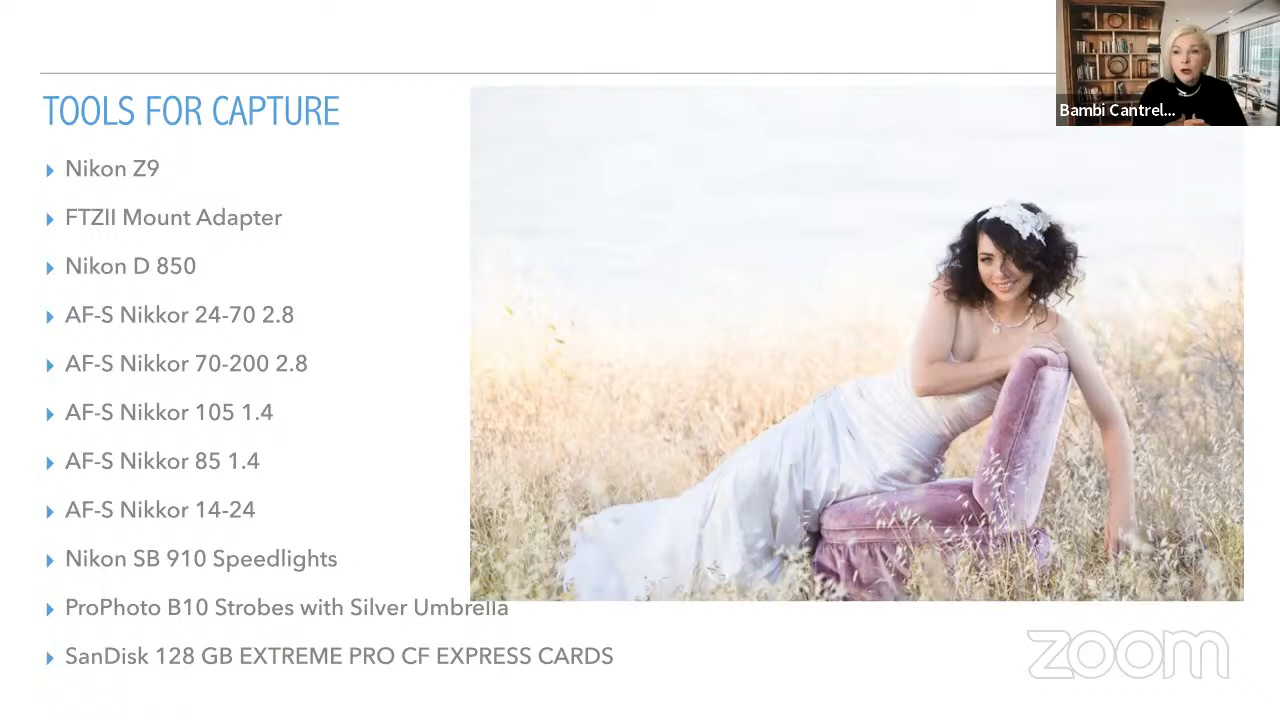 Bambi Cantrel...
TOOLS FOR CAPTURE
Nikon Z9
FTZII Mount Adapter
Nikon D 850
AF-S Nikkor 24-70 2.8
AF-S Nikkor 70-200 2.8
AF-S Nikkor 105 1.4
AF-S Nikkor 85 1.4
AF-S Nikkor 14-24
Nikon SB 910 Speedlights
ProPhoto B10 Strobes with Silver Umbrella
SanDisk 128 GB EXTREME PRO CF EXPRESS CARDS
zoom